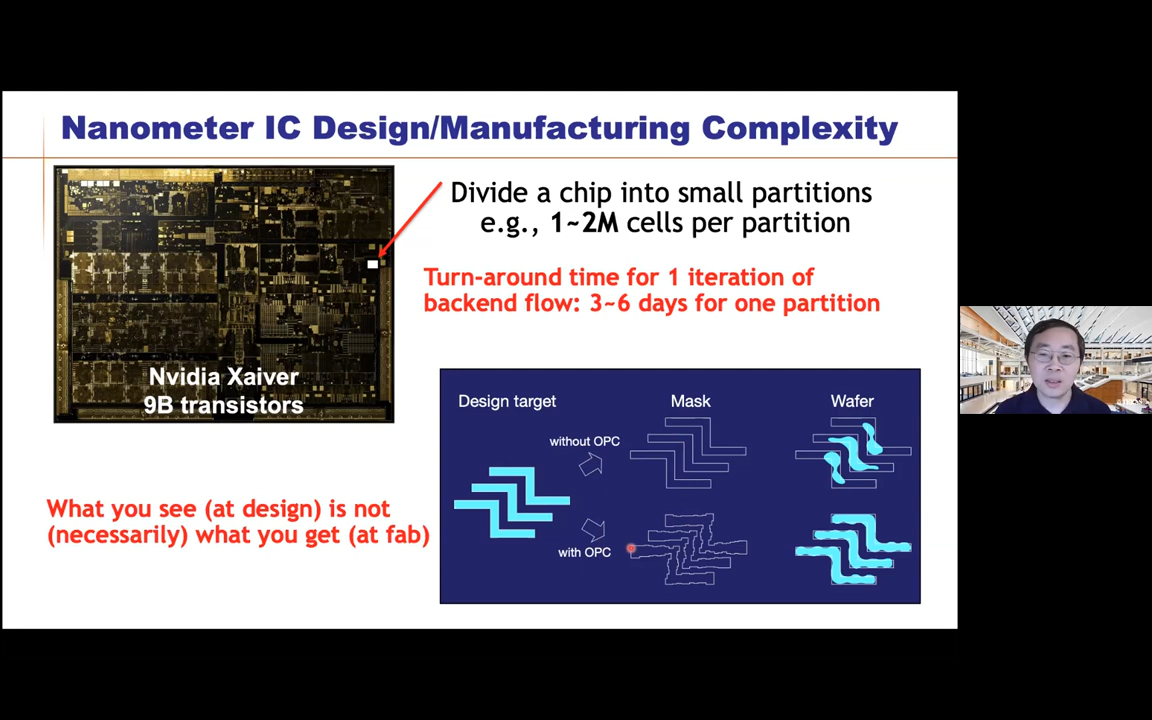 Nanometer IC Design/Manufacturing Complexity
Divide a chip into small partitions
e.g., 1~2M cells per partition
Turn-around time for 1 iteration of
backend flow: 3~6 days for one partition
Nvidia Xaiver
9B transistors
What you see (at design) is not
(necessarily) what you get (at fab)
Design target
Mask
Wafer
without OPC
with OPC